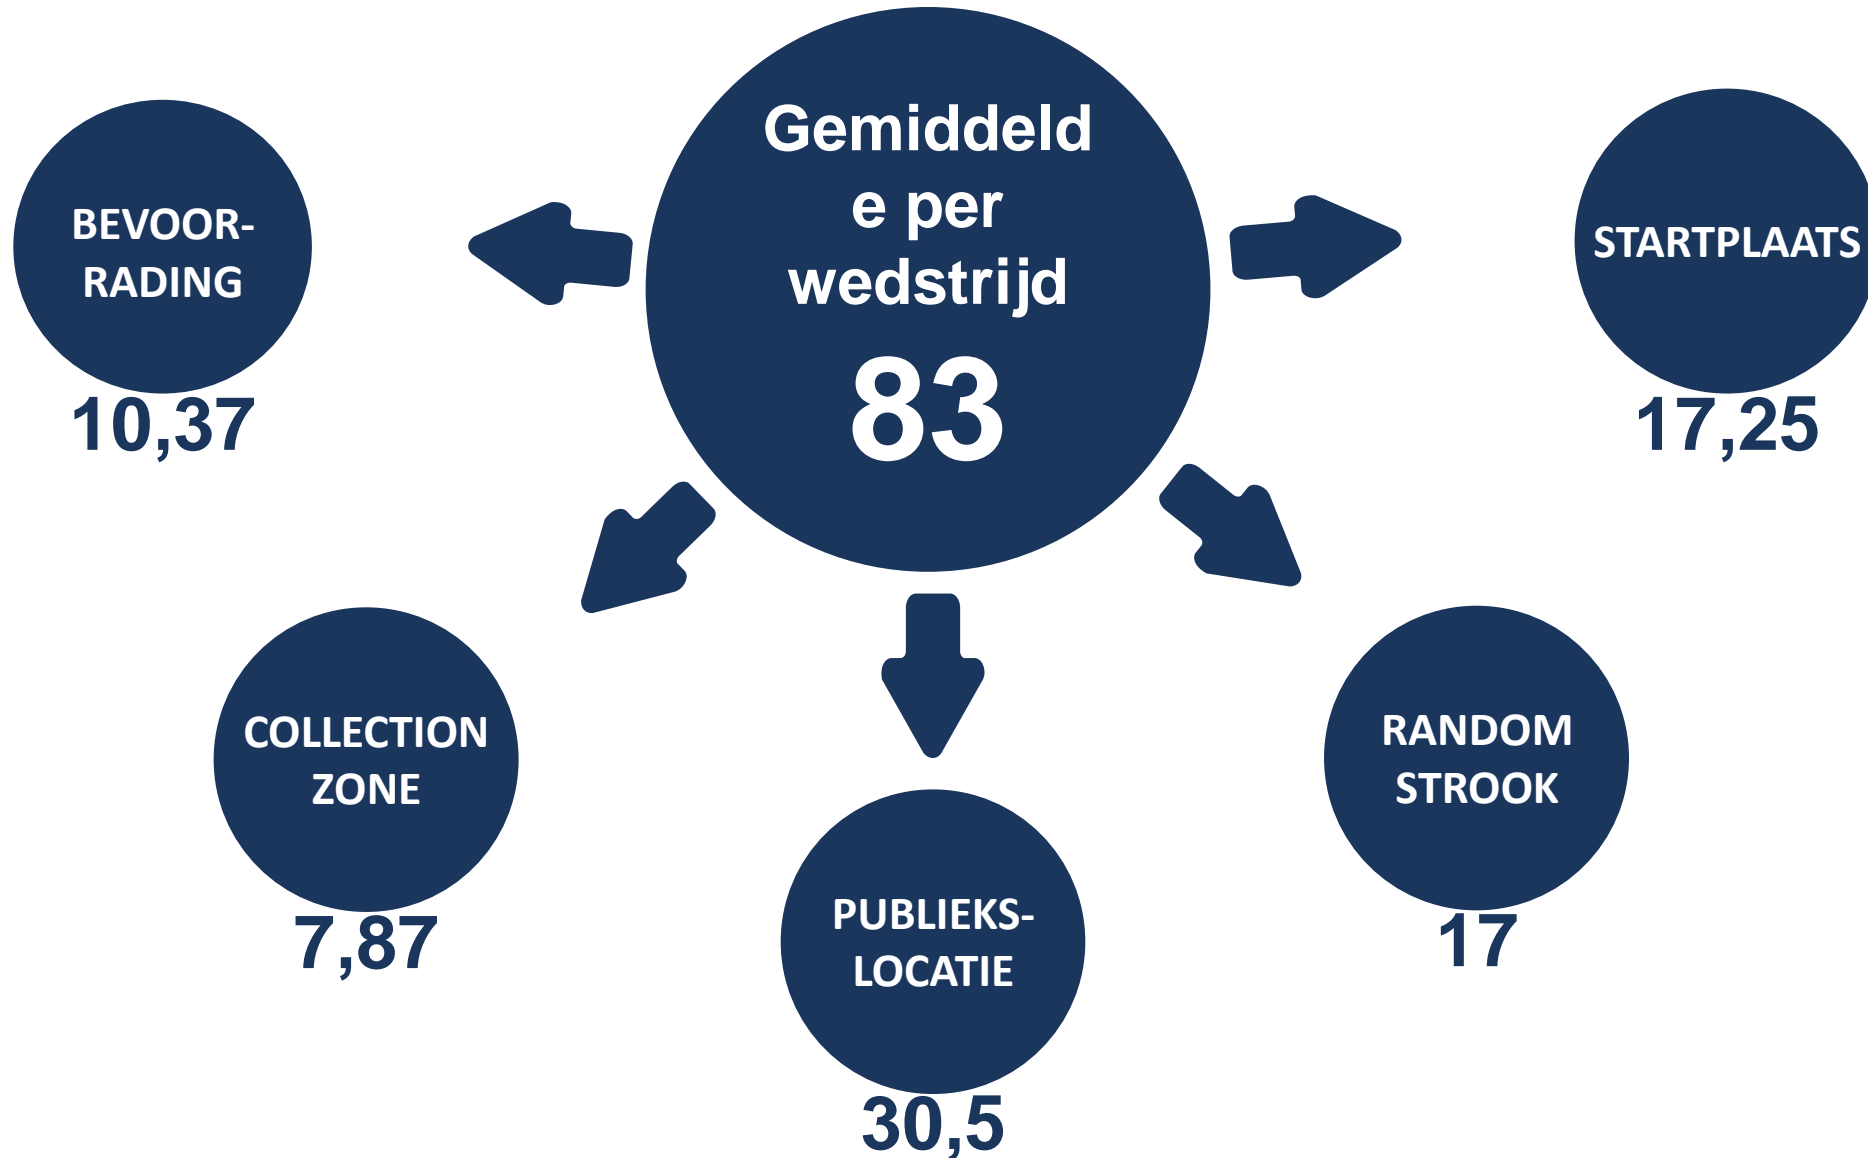 Gemiddeld
e per
wedstrijd
83
BEVOOR-
RADING
10,37
STARTPLAATS
17,25
COLLECTION
ZONE
7,87
RANDOM
STROOK
17
PUBLIEKS-
LOCATIE
30,5